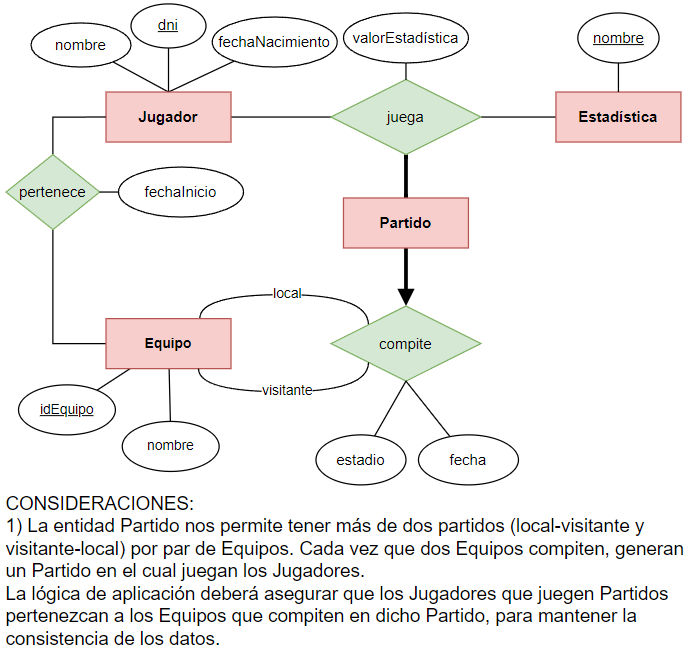 dni
nombre
fechaNacimiento
valorEstadística
nombre
Jugador
juega
Estadística
pertenece
fechaInicio
Partido
local
Equipo
compite
visitante
idEquipo
nombre
estadio
fecha
CONSIDERACIONES:
1) La entidad Partido nos permite tener más de dos partidos (local-visitante y
visitante-local) por par de Equipos. Cada vez que dos Equipos compiten, generan
un Partido en el cual juegan los Jugadores.
La lógica de aplicación deberá asegurar que los Jugadores que juegen Partidos
pertenezcan a los Equipos que compiten en dicho Partido, para mantener la
consistencia de los datos.